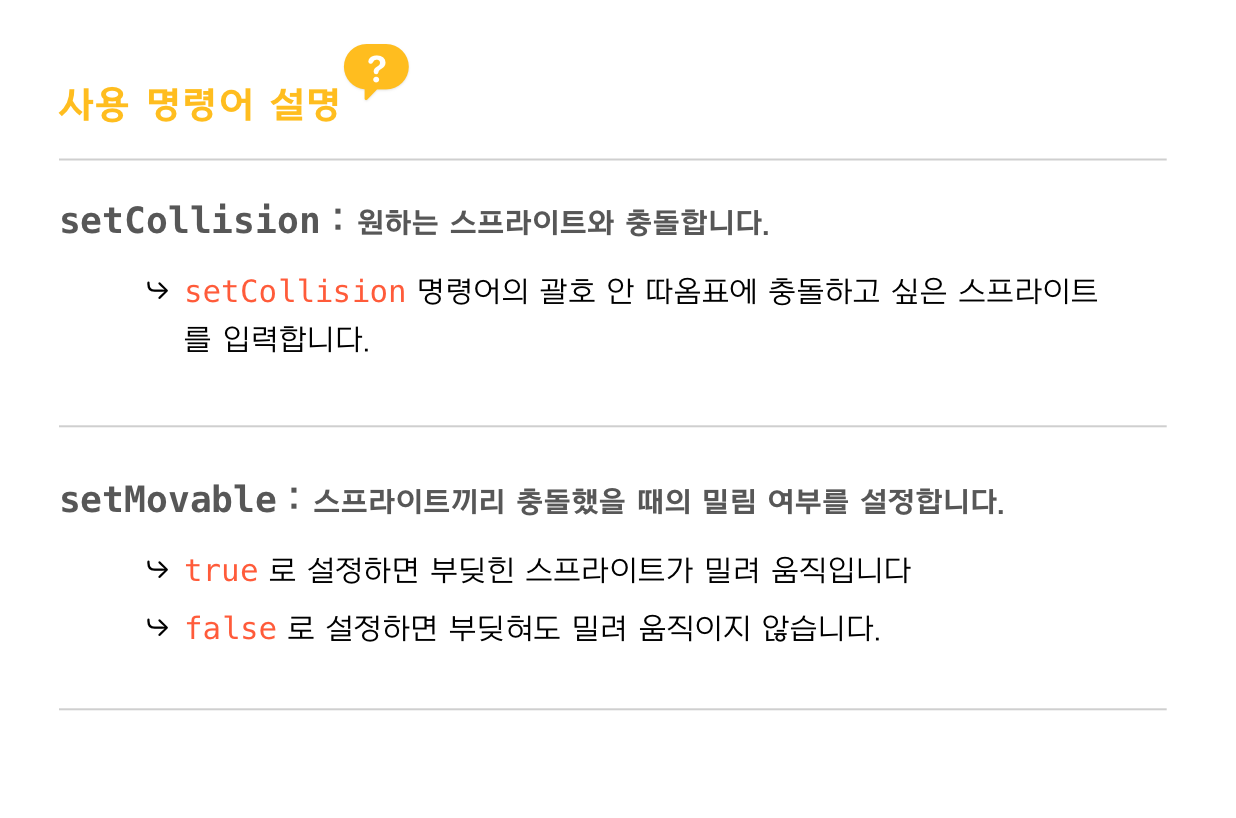 사용 명령어 설명 ?
setCollision : 원하는 스프라이트와 충돌합니다.
↪ setCollision 명령어의 괄호 안 따옴표에 충돌하고 싶은 스프라이트
를 입력합니다.
setMovable : 스프라이트끼리 충돌했을 때의 밀림 여부를 설정합니다.
↪ true 로 설정하면 부딪힌 스프라이트가 밀려 움직입니다
↪ false 로 설정하면 부딪혀도 밀려 움직이지 않습니다.